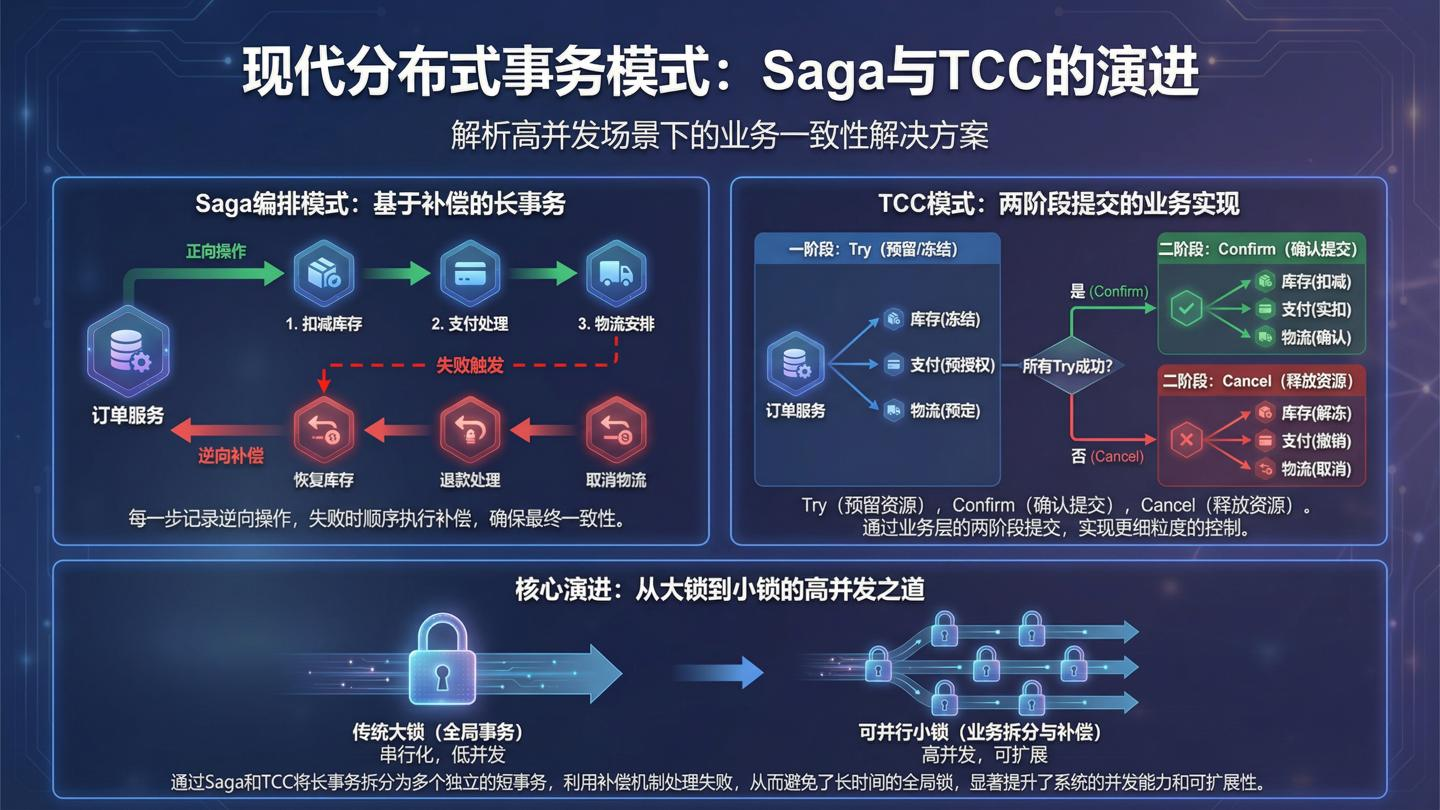 现代分布式事务模式：Saga与TCC的演进
解析高并发场景下的业务一致性解决方案
Saga编排模式：基于补偿的长事务
正向操作
1. 扣减库存
2. 支付处理
3. 物流安排
失败触发
订单服务
逆向补偿
恢复库存
退款处理
取消物流
每一步记录逆向操作，失败时顺序执行补偿，确保最终一致性。
TCC模式：两阶段提交的业务实现
一阶段：Try（预留/冻结）
订单服务
库存(冻结)
支付(预授权)
物流(预定)
所有Try成功?
是 (Confirm)
否 (Cancel)
二阶段：Confirm（确认提交）
库存(扣减)
支付(实扣)
物流(确认)
二阶段：Cancel（释放资源）
库存(解冻)
支付(撤销)
物流(取消)
Try（预留资源）, Confirm（确认提交）, Cancel（释放资源）。
通过业务层的两阶段提交，实现更细粒度的控制。
核心演进：从大锁到小锁的高并发之道
传统大锁（全局事务）
串行化，低并发
可并行小锁（业务拆分与补偿）
高并发，可扩展
通过Saga和TCC将长事务拆分为多个独立的短事务，利用补偿机制处理失败，从而避免了长时间的全局锁，显著提升了系统的并发能力和可扩展性。